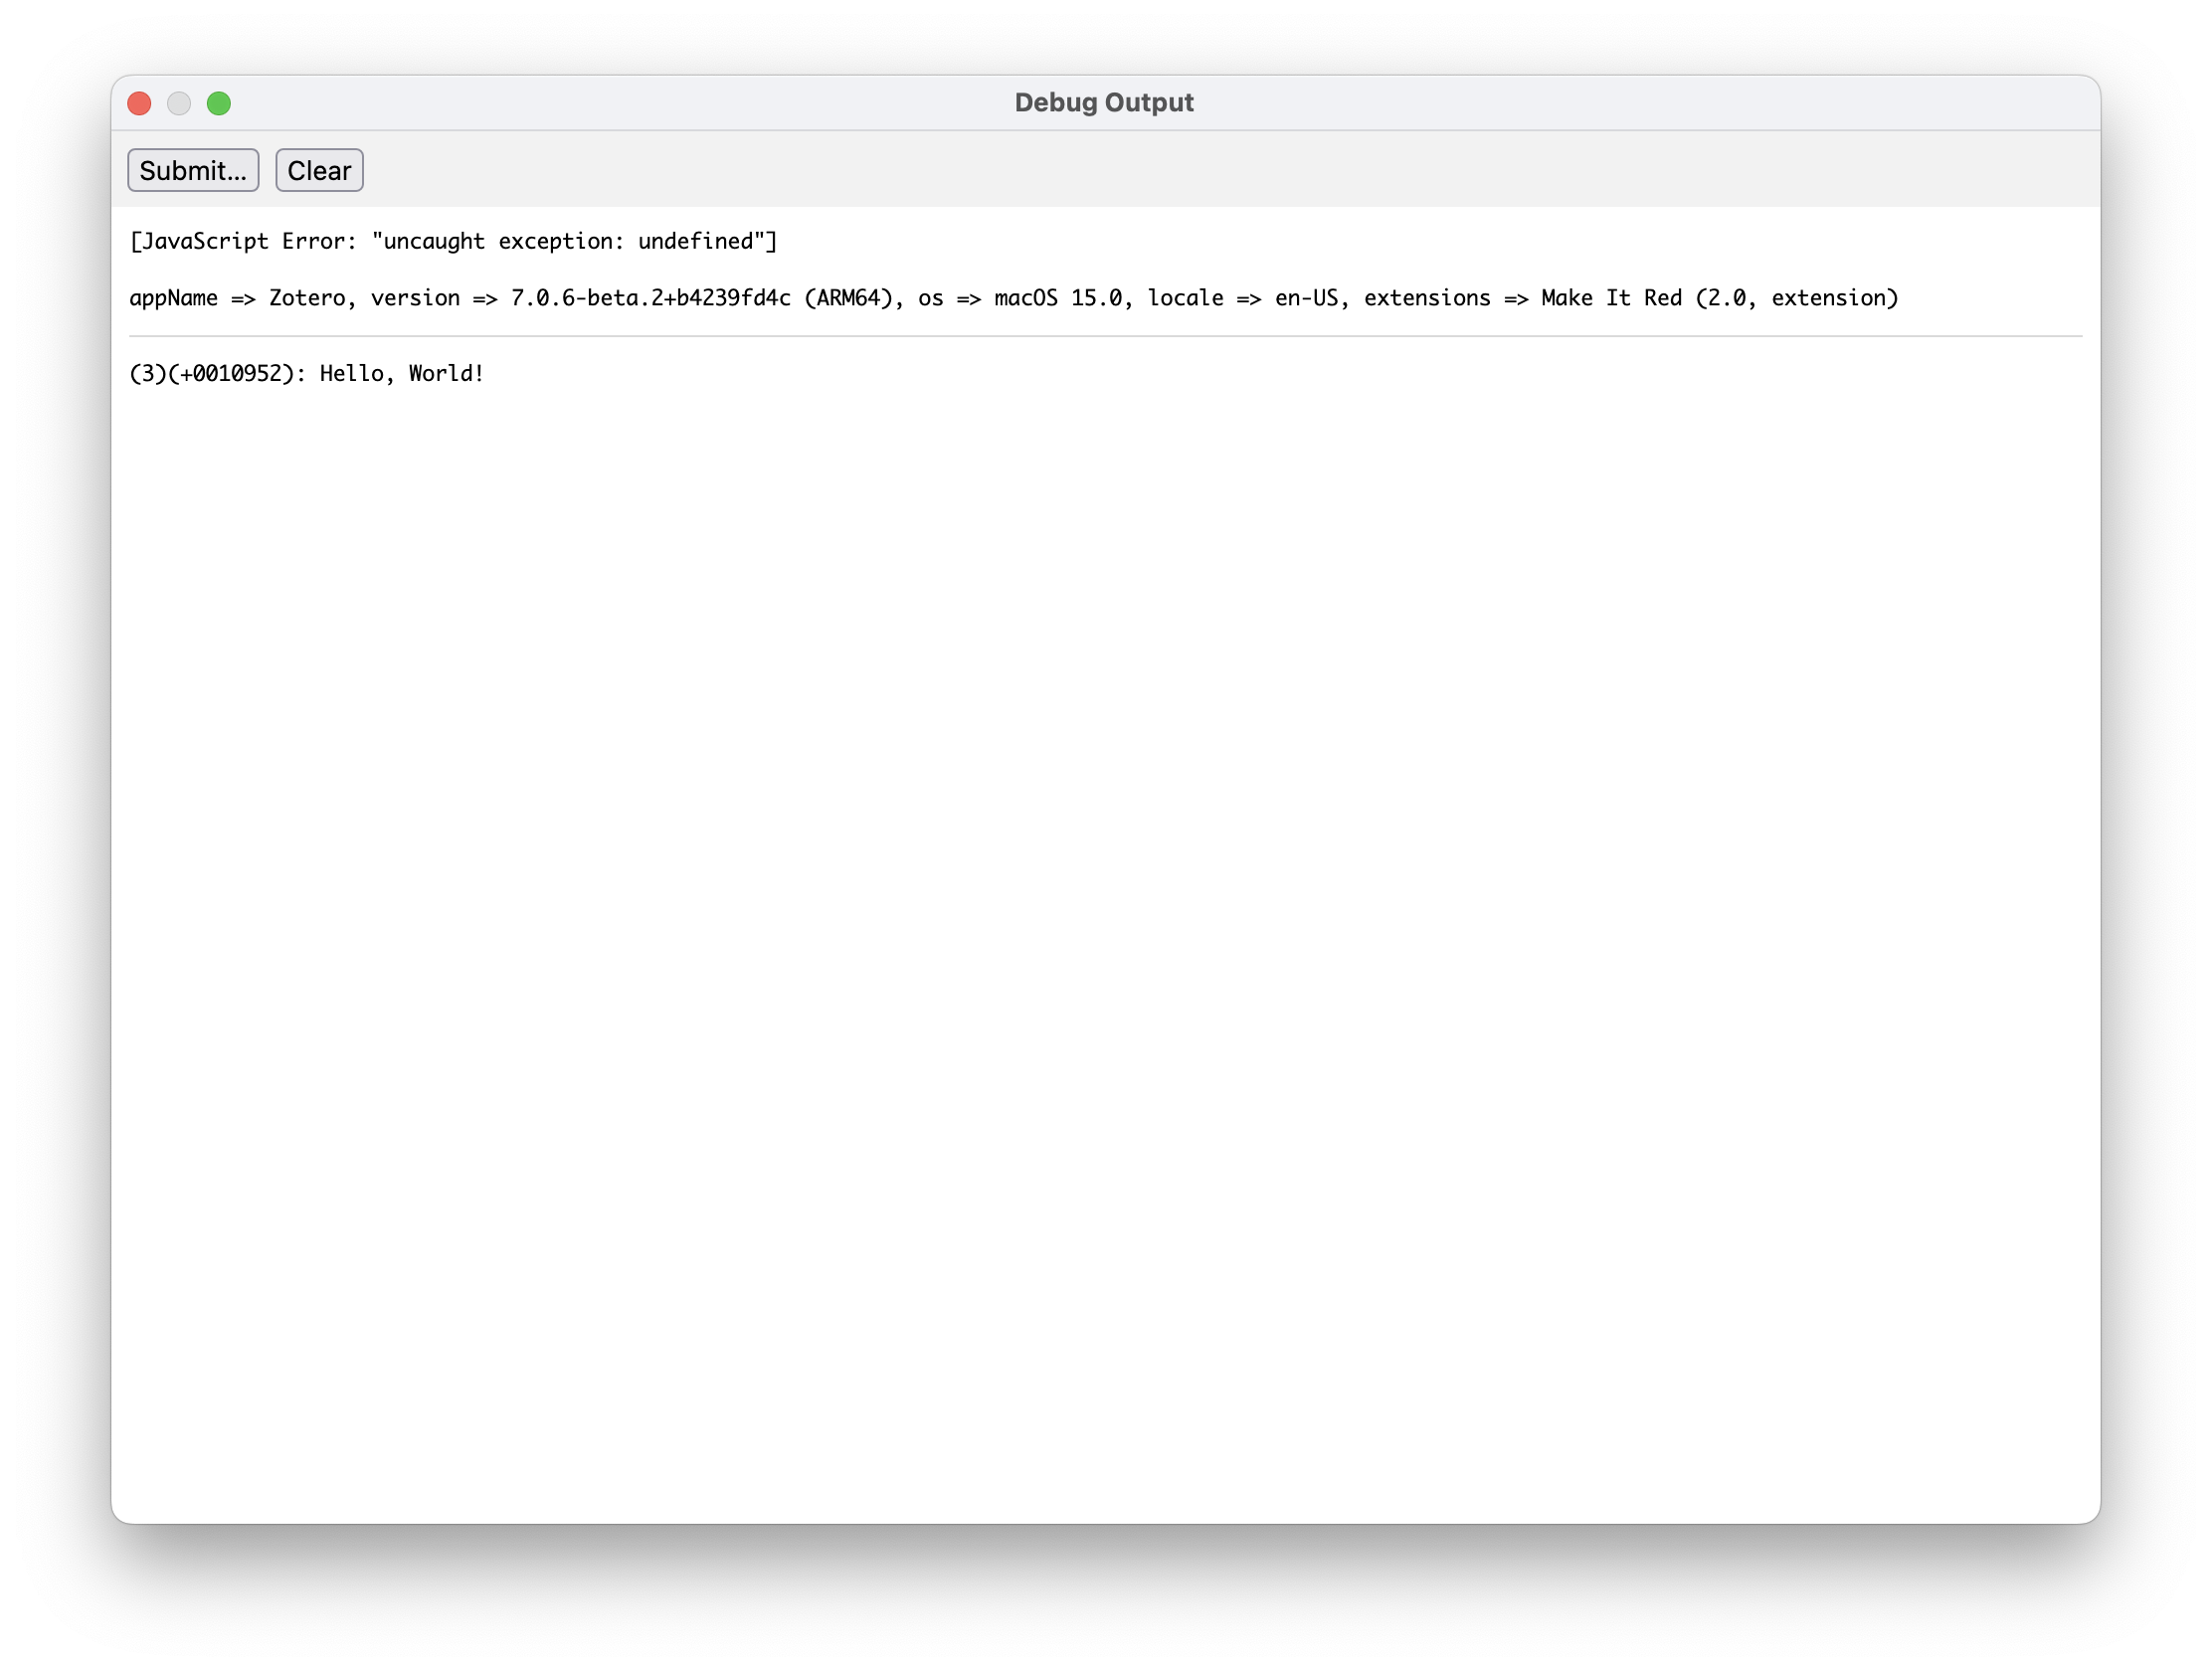 Debug Output
Submit... Clear
[JavaScript Error: "uncaught exception: undefined"]
appName => Zotero, version => 7.0.6-beta.2+b4239fd4c (ARM64), os => macOS 15.0, locale => en-US, extensions => Make It Red (2.0, extension)
(3)(+0010952): Hello, World!